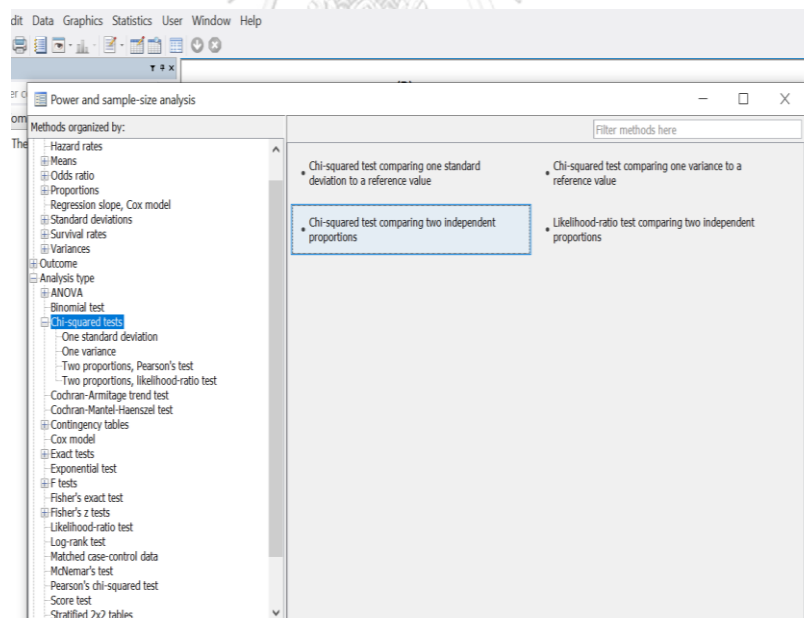 dit Data Graphics Statistics User Window Help
Power and sample-size analysis
Methods organized by:
Filter methods here
The
Hazard rates
Means
Odds ratio
Proportions
Regression slope, Cox model
Standard deviations
Survival rates
Variances
Outcome
Analysis type
ANOVA
Binomial test
Chi-squared tests
One standard deviation
One variance
Two proportions, Pearson's test
Two proportions, likelihood-ratio test
Cochran-Armitage trend test
Cochran-Mantel-Haenszel test
Contingency tables
Cox model
Exact tests
Exponential test
F tests
Fisher's exact test
Fisher's z tests
Likelihood-ratio test
Log-rank test
Matched case-control data
McNemar's test
Pearson's chi-squared test
Score test
Stratified 2x2 tables
Chi-squared test comparing one standard
deviation to a reference value
Chi-squared test comparing one variance to a
reference value
Chi-squared test comparing two independent
proportions
Likelihood-ratio test comparing two independent
proportions